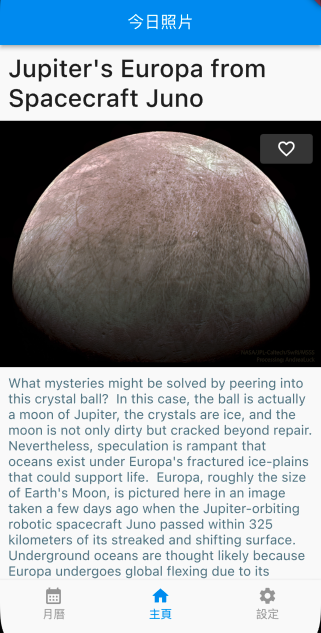 今日照片
Jupiter's Europa from
Spacecraft Juno
What mysteries might be solved by peering into
this crystal ball?  In this case, the ball is actually
a moon of Jupiter, the crystals are ice, and the
moon is not only dirty but cracked beyond repair.
Nevertheless, speculation is rampant that
oceans exist under Europa's fractured ice-plains
that could support life.  Europa, roughly the size
of Earth's Moon, is pictured here in an image
taken a few days ago when the Jupiter-orbiting
robotic spacecraft Juno passed within 325
kilometers of its streaked and shifting surface.
Underground oceans are thought likely because
Europa undergoes global flexing due to its
月曆
主頁
設定